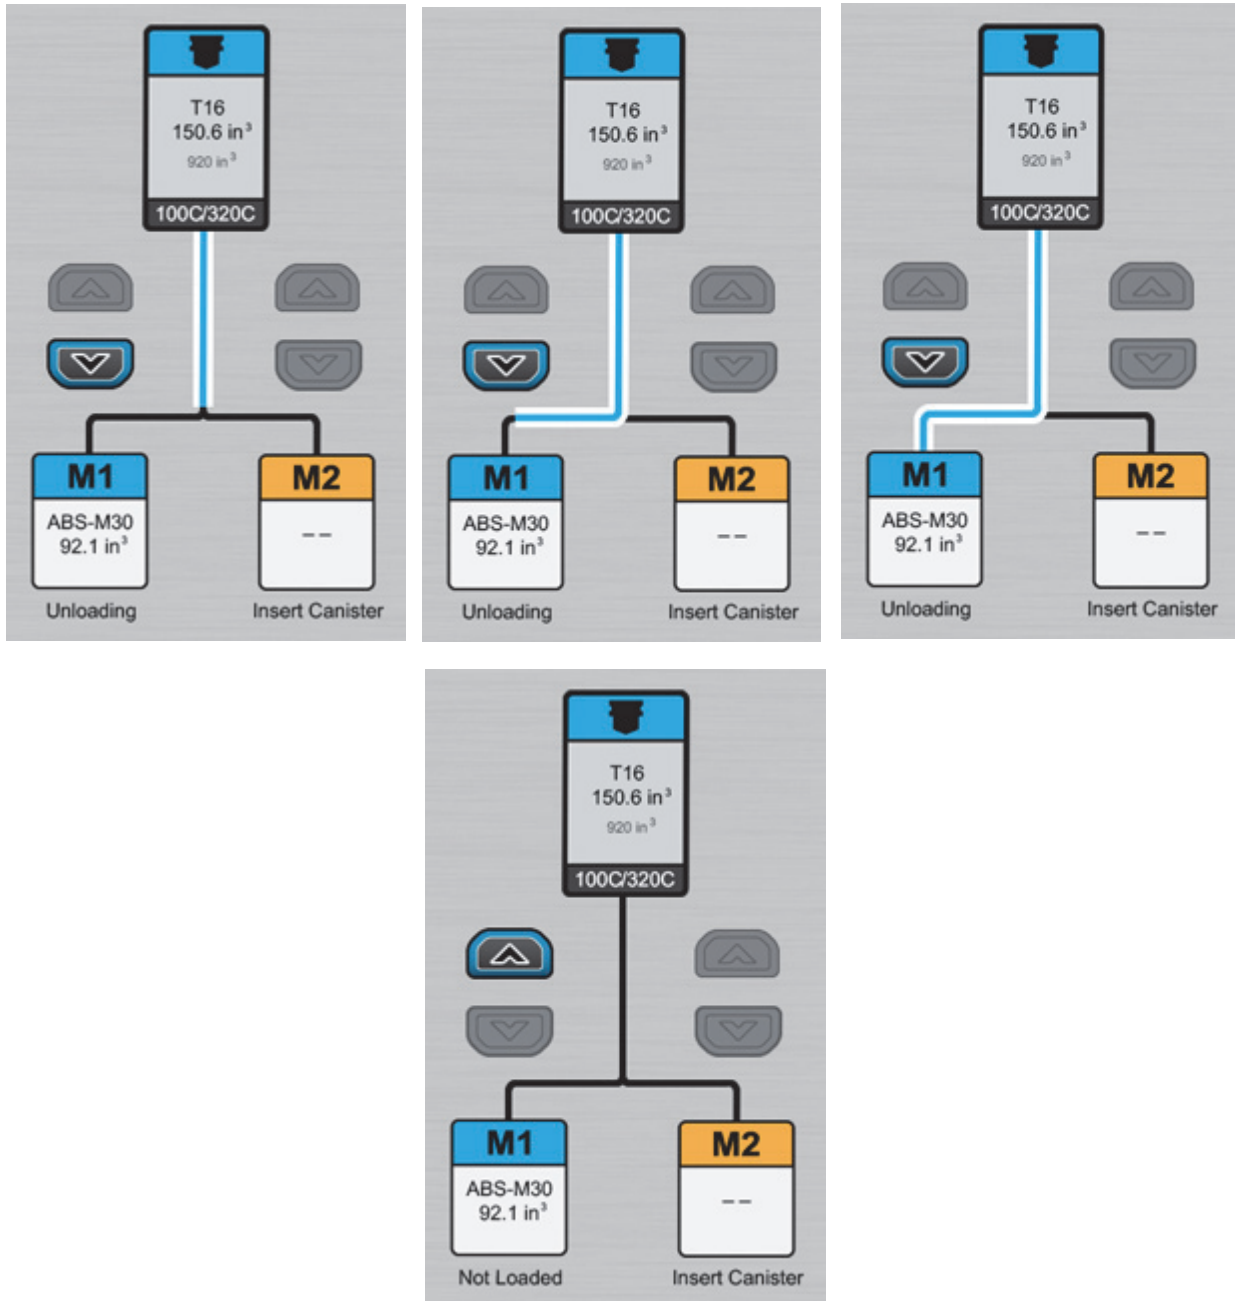 T16
150.6 in³
920 in³
100C/320C
M1
ABS-M30
92.1 in³
Unloading
M2
--
Insert Canister
T16
150.6 in³
920 in³
100C/320C
M1
ABS-M30
92.1 in³
Unloading
M2
--
Insert Canister
T16
150.6 in³
920 in³
100C/320C
M1
ABS-M30
92.1 in³
Unloading
M2
--
Insert Canister
T16
150.6 in³
920 in³
100C/320C
M1
ABS-M30
92.1 in³
Not Loaded
M2
--
Insert Canister